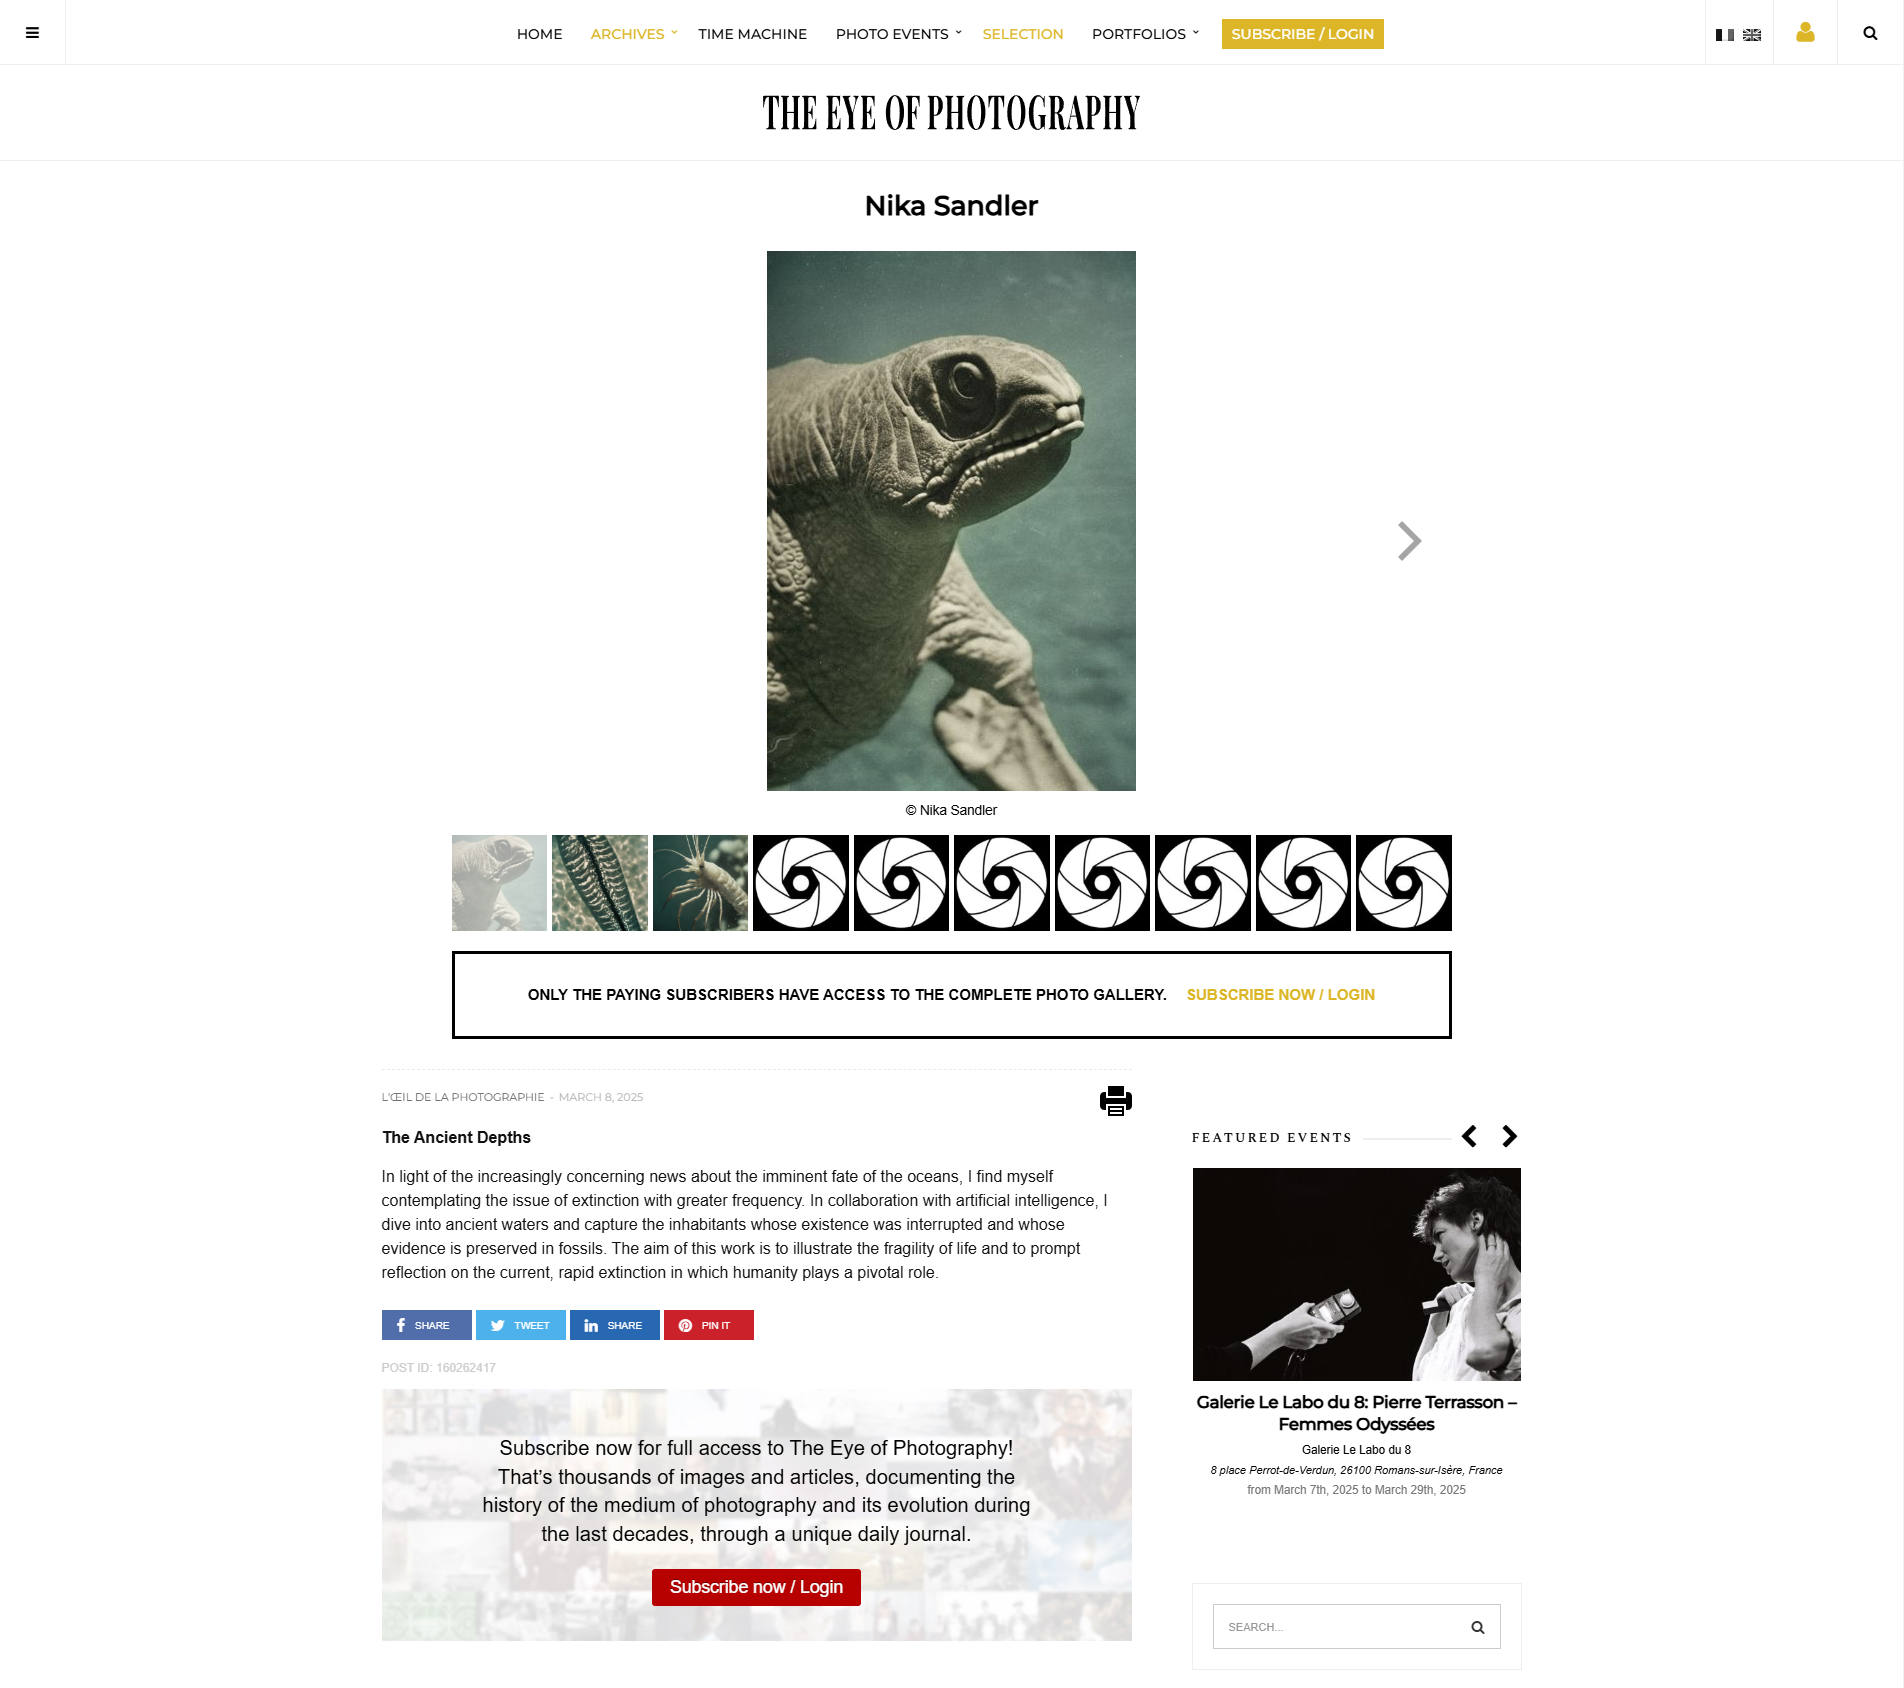 HOME ARCHIVES TIME MACHINE PHOTO EVENTS SELECTION PORTFOLIOS SUBSCRIBE / LOGIN
THE EYE OF PHOTOGRAPHY
Nika Sandler
© Nika Sandler
ONLY THE PAYING SUBSCRIBERS HAVE ACCESS TO THE COMPLETE PHOTO GALLERY. SUBSCRIBE NOW / LOGIN
L'ŒIL DE LA PHOTOGRAPHIE - MARCH 8, 2025
The Ancient Depths
In light of the increasingly concerning news about the imminent fate of the oceans, I find myself
contemplating the issue of extinction with greater frequency. In collaboration with artificial intelligence, I
dive into ancient waters and capture the inhabitants whose existence was interrupted and whose
evidence is preserved in fossils. The aim of this work is to illustrate the fragility of life and to prompt
reflection on the current, rapid extinction in which humanity plays a pivotal role.
SHARE TWEET SHARE PIN IT
POST ID: 160262417
Subscribe now for full access to The Eye of Photography!
That’s thousands of images and articles, documenting the
history of the medium of photography and its evolution during
the last decades, through a unique daily journal.
Subscribe now / Login
FEATURED EVENTS
Galerie Le Labo du 8: Pierre Terrasson –
Femmes Odyssées
Galerie Le Labo du 8
8 place Perrot-de-Verdun, 26100 Romans-sur-Isère, France
from March 7th, 2025 to March 29th, 2025
SEARCH...